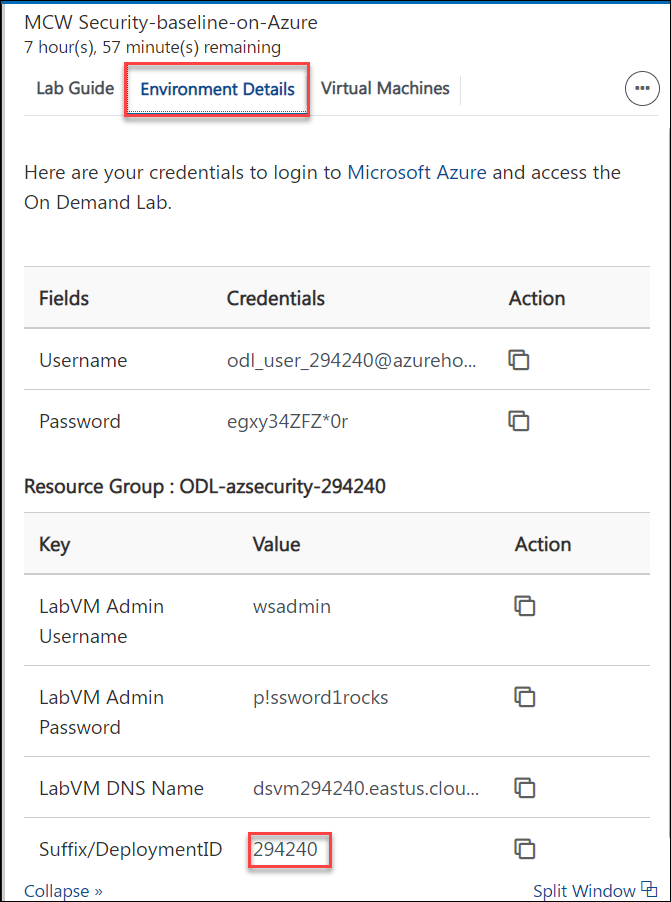 MCW Security-baseline-on-Azure
7 hour(s), 57 minute(s) remaining
Lab Guide Environment Details Virtual Machines
Here are your credentials to login to Microsoft Azure and access the
On Demand Lab.
Fields Credentials Action
Username odl_user_294240@azureho...
Password egxy34ZFZ*0r
Resource Group : ODL-azsecurity-294240
Key Value Action
LabVM Admin wsadmin
Username
LabVM Admin p!ssword1rocks
Password
LabVM DNS Name dsvm294240.eastus.clou...
Suffix/DeploymentID 294240
Collapse » Split Window